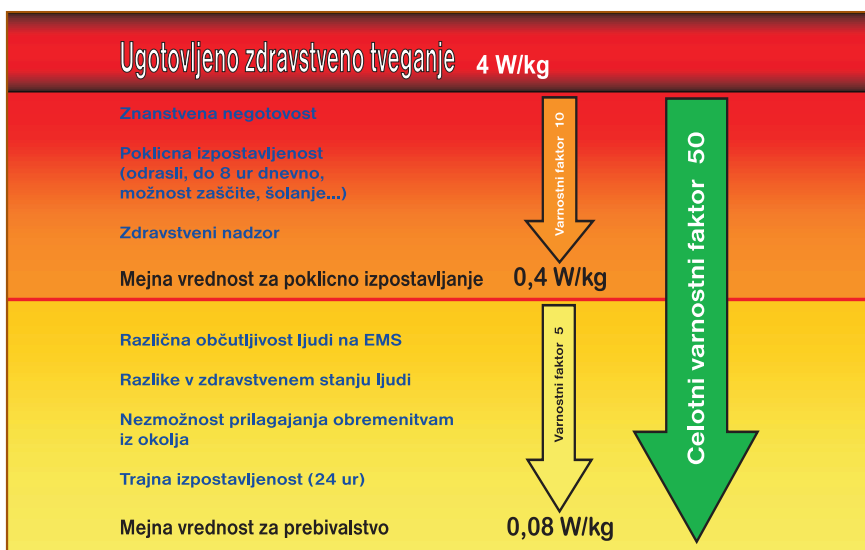 Ugotovljeno zdravstveno tveganje 4 W/kg
Znanstvena negotovost
Poklicna izpostavljenost
(odrasli, do 8 ur dnevno,
možnost zaščite, šolanje...)
Zdravstveni nadzor
Varnostni faktor 10
Mejna vrednost za poklicno izpostavljanje 0,4 W/kg
Celotni varnostni faktor 50
Različna občutljivost ljudi na EMS
Razlike v zdravstvenem stanju ljudi
Nezmožnost prilagajanja obremenitvam
iz okolja
Trajna izpostavljenost (24 ur)
Varnostni faktor 5
Mejna vrednost za prebivalstvo 0,08 W/kg